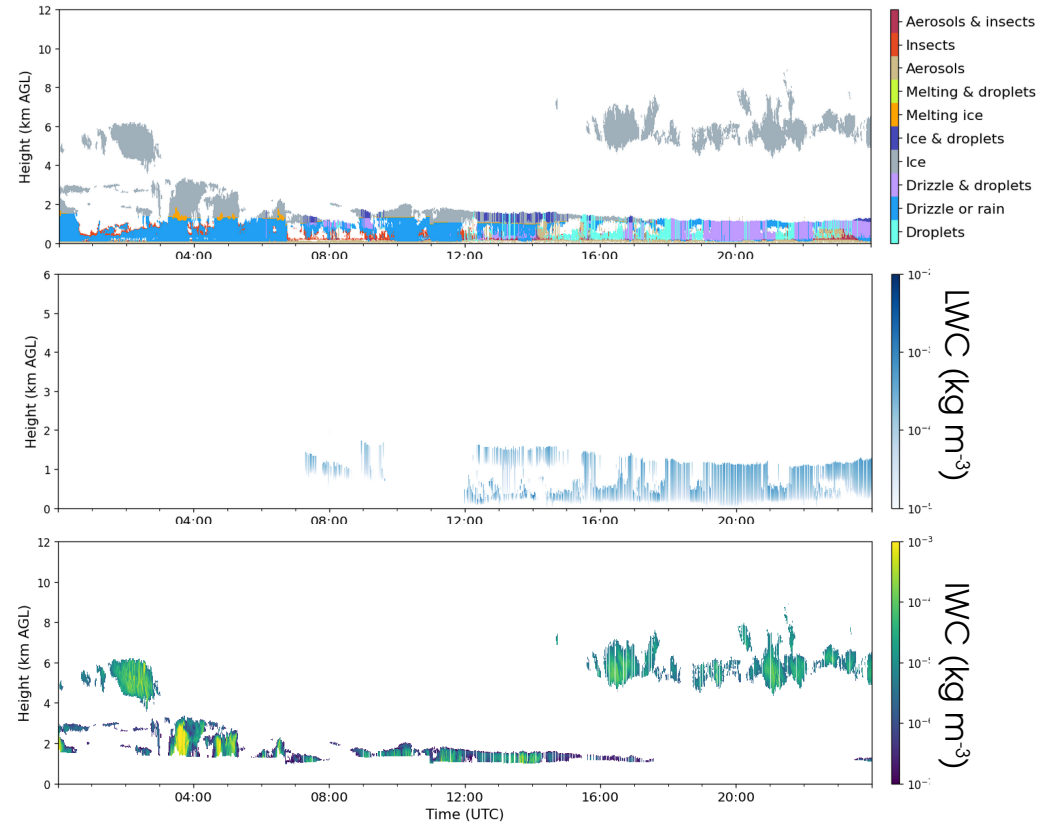 12
10
8
6
4
2
0
Height (km AGL)
04:00
08:00
12:00
16:00
20:00
Aerosols & insects
Insects
Aerosols
Melting & droplets
Melting ice
Ice & droplets
Ice
Drizzle & droplets
Drizzle or rain
Droplets
6
5
4
3
2
1
0
Height (km AGL)
04:00
08:00
12:00
16:00
20:00
LWC (kg m-3)
12
10
8
6
4
2
0
Height (km AGL)
04:00
08:00
12:00
16:00
20:00
Time (UTC)
10-3
IWC (kg m-3)